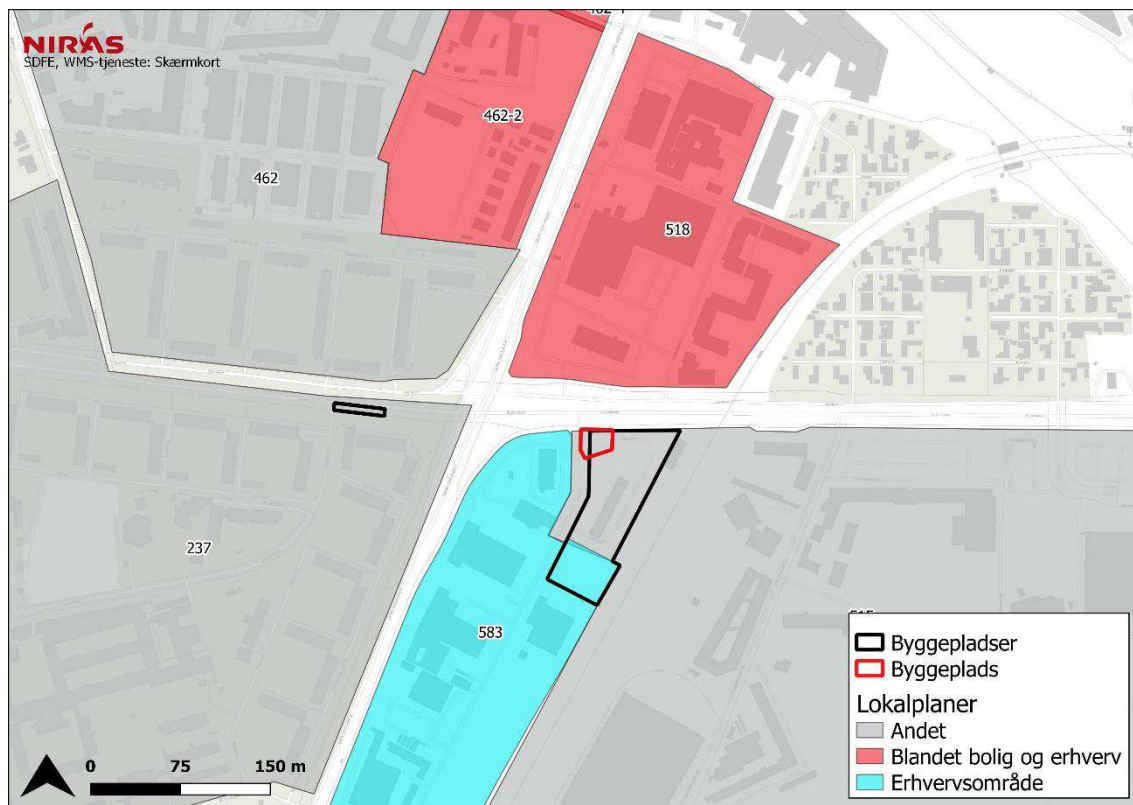 NIRAS
SDFE, WMS-tjeneste: Skærmkort
462-2
462
518
237
583
Byggepladser
Byggeplads
Lokalplaner
Andet
Blandet bolig og erhverv
Erhvervsområde
0 75 150 m